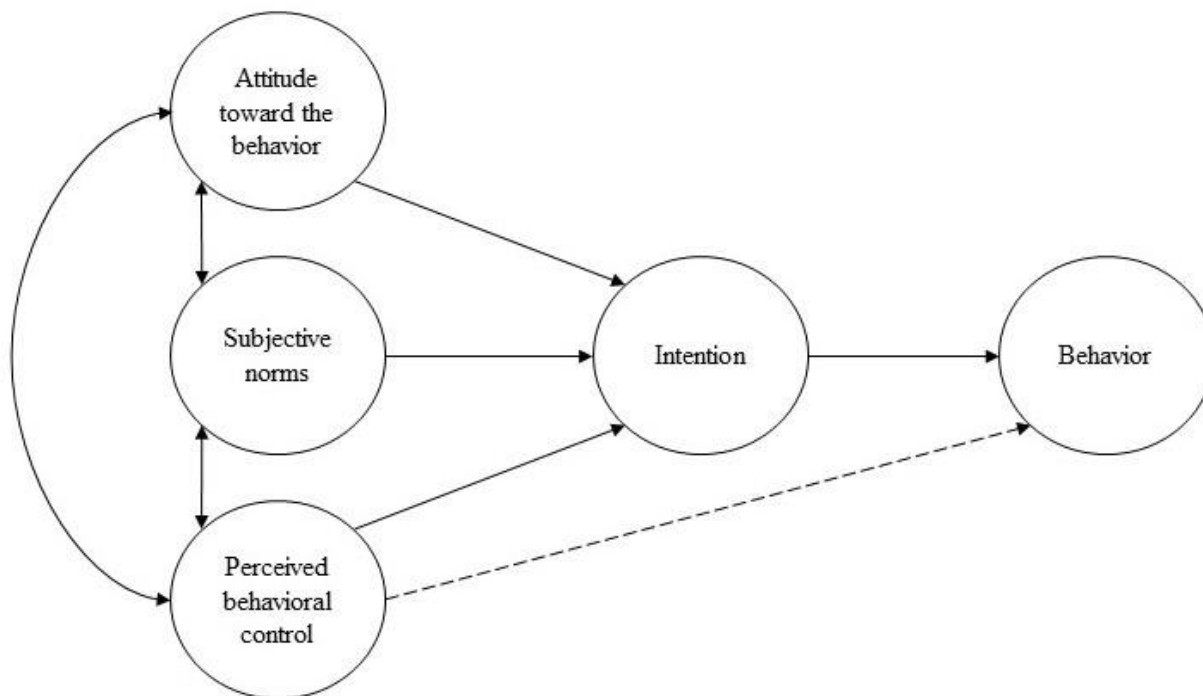 Attitude
toward the
behavior
Subjective
norms
Intention
Behavior
Perceived
behavioral
control